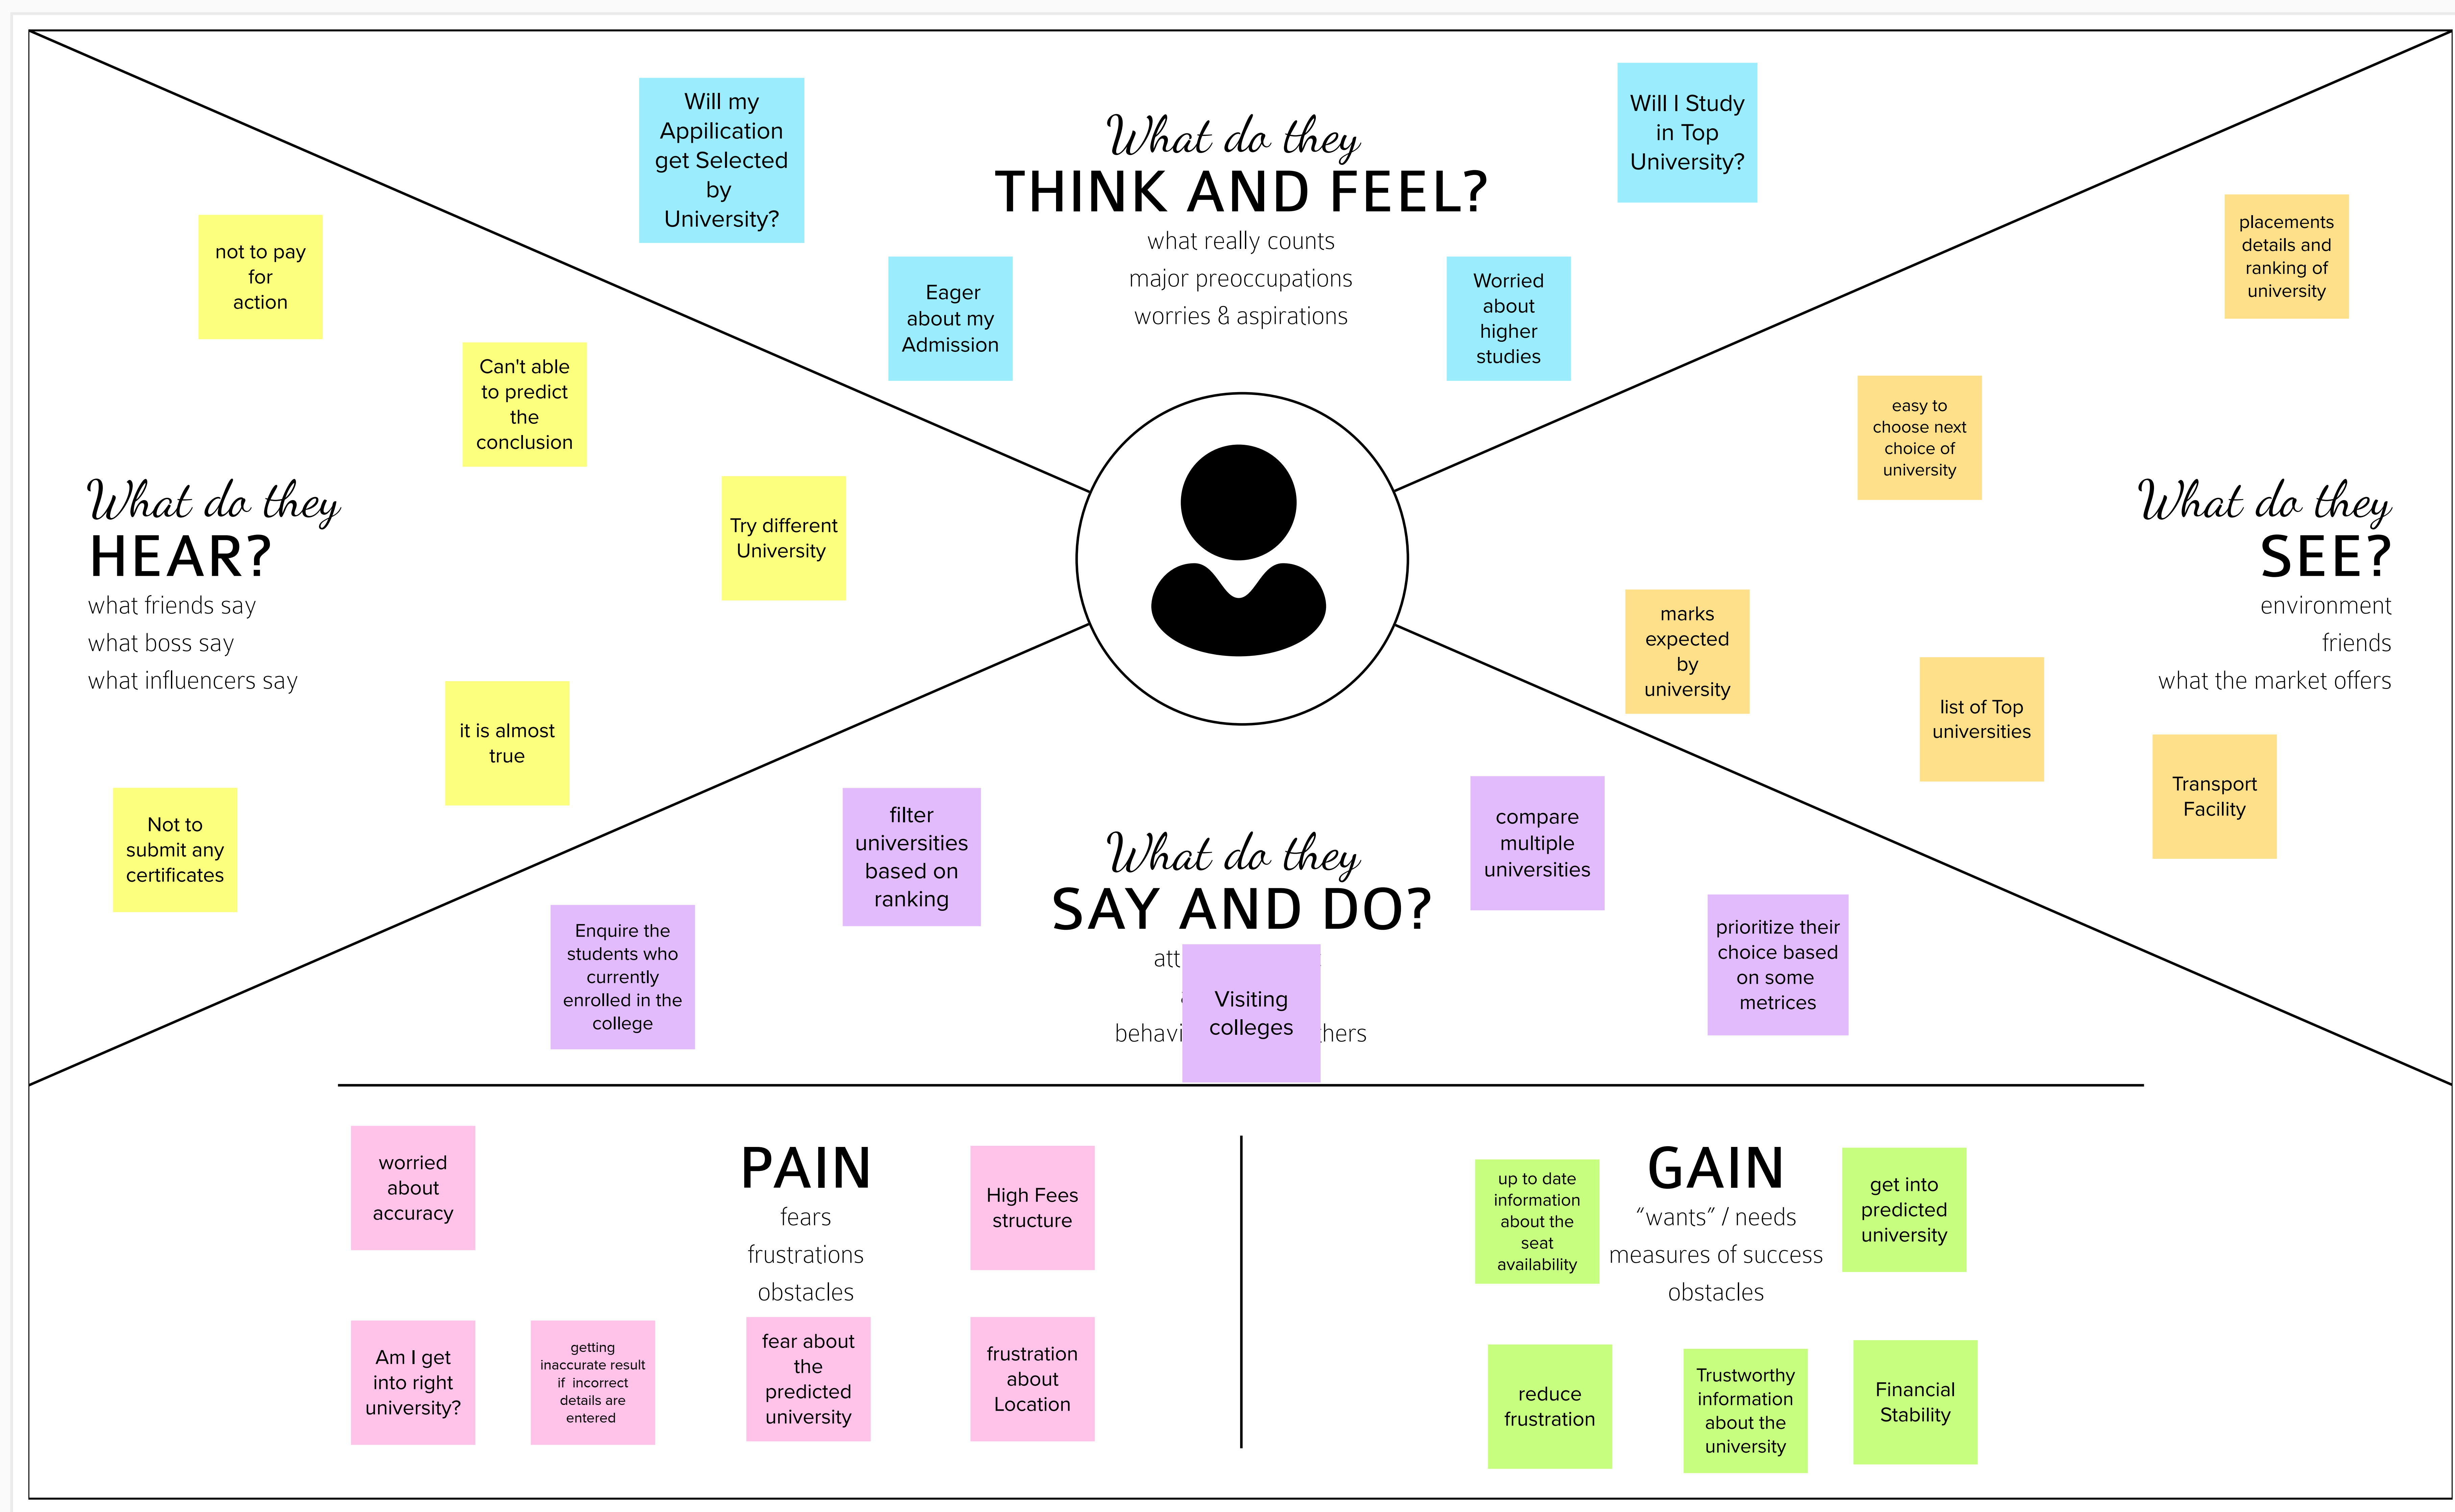 Will my
Appilication
get Selected
by
University?
Eager
about my
Admission
What do they
THINK AND FEEL?
what really counts
major preoccupations
worries & aspirations
Will I Study
in Top
University?
Worried
about
higher
studies
not to pay
for
action
Can't able
to predict
the
conclusion
Try different
University
What do they
HEAR?
what friends say
what boss say
what influencers say
it is almost
true
Not to
submit any
certificates
placements
details and
ranking of
university
easy to
choose next
choice of
university
What do they
SEE?
environment
friends
what the market offers
marks
expected
by
university
list of Top
universities
Transport
Facility
Enquire the
students who
currently
enrolled in the
college
filter
universities
based on
ranking
What do they
SAY AND DO?
Visiting
colleges
compare
multiple
universities
prioritize their
choice based
on some
metrices
PAIN
fears
frustrations
obstacles
worried
about
accuracy
High Fees
structure
Am I get
into right
university?
getting
inaccurate result
if incorrect
details are
entered
fear about
the
predicted
university
frustration
about
Location
GAIN
“wants” / needs
measures of success
obstacles
up to date
information
about the
seat
availability
get into
predicted
university
reduce
frustration
Trustworthy
information
about the
university
Financial
Stability